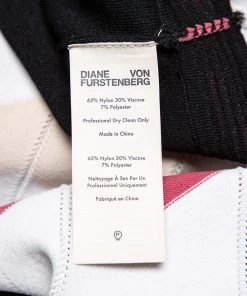 DIANE VON
FURSTENBERG
63% Nylon 30% Viscose
7% Polyester
Professional Dry Clean Only
Made in China
63% Nylon 30% Viscose
7% Polyester
Nettoyage À Sec Par Un
Professionnel Uniquement
Fabriqué en Chine
P